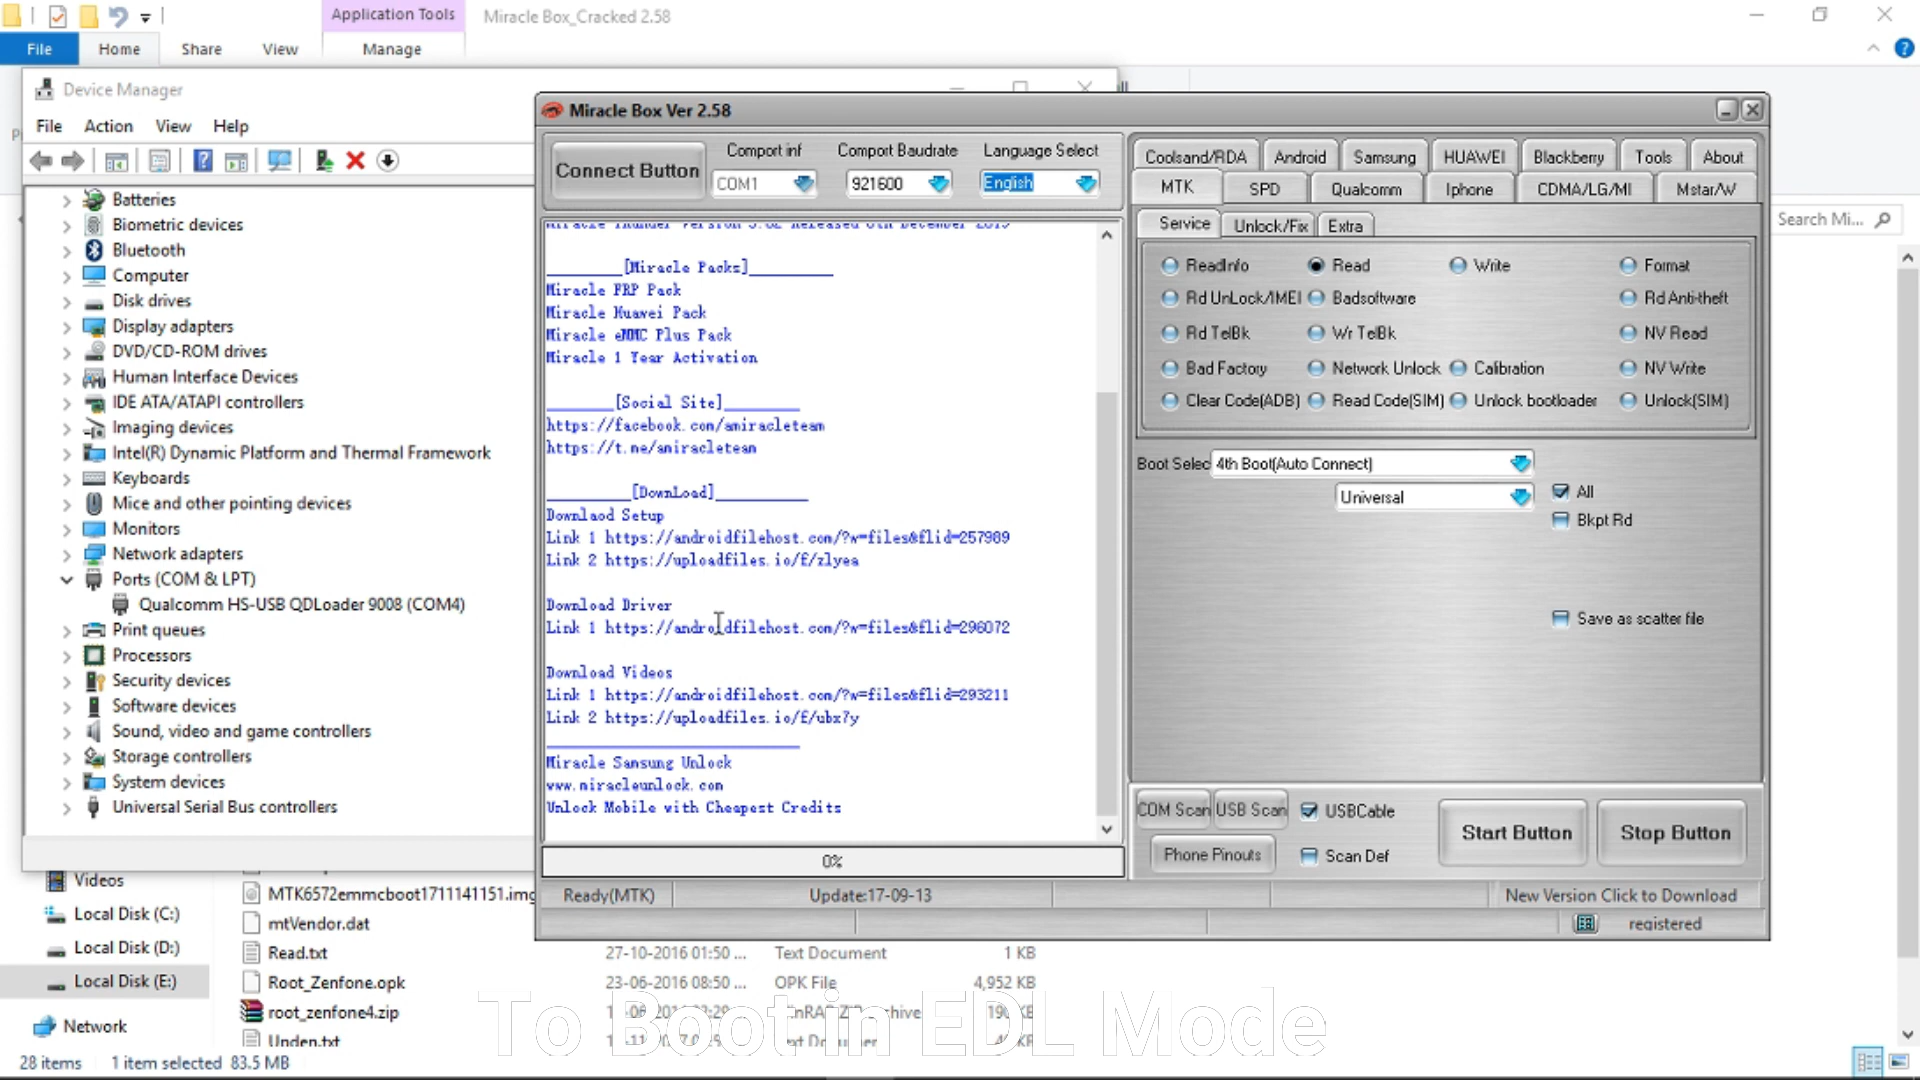 Application Tools
Miracle Box_Cracked 2.58
File
Home
Share
View
Manage
Device Manager
File
Action
View
Help
Batteries
Biometric devices
Bluetooth
Computer
Disk drives
Display adapters
DVD/CD-ROM drives
Human Interface Devices
IDE ATA/ATAPI controllers
Imaging devices
Intel(R) Dynamic Platform and Thermal Framework
Keyboards
Mice and other pointing devices
Monitors
Network adapters
Ports (COM & LPT)
Qualcomm HS-USB QDLoader 9008 (COM4)
Print queues
Processors
Security devices
Software devices
Sound, video and game controllers
Storage controllers
System devices
Universal Serial Bus controllers
Miracle Box Ver 2.58
Connect Button
Comport inf
Comport Baudrate
Language Select
COM1
921600
English
[Miracle Packs]
Miracle FRP Pack
Miracle Huawei Pack
Miracle eMMC Plus Pack
Miracle 1 Year Activation
[Social Site]
https://facebook.com/amiracleteam
https://t.me/amiracleteam
[DownLoad]
Downlaod Setup
Link 1 https://androidfilehost.com/?w=files&flid=257989
Link 2 https://uploadfiles.io/f/zlyea
Download Driver
Link 1 https://androidfilehost.com/?w=files&flid=296072
Download Videos
Link 1 https://androidfilehost.com/?w=files&flid=293211
Link 2 https://uploadfiles.io/f/ubx7y
Miracle Samsung Unlock
www.miracleunlock.com
Unlock Mobile with Cheapest Credits
0%
Ready(MTK)
Update:17-09-13
New Version Click to Download
registered
Coolsand/RDA
Android
Samsung
HUAWEI
Blackberry
Tools
About
MTK
SPD
Qualcomm
Iphone
CDMA/LG/MI
Mstar/W
Service
Unlock/Fix
Extra
ReadInfo
Read
Write
Format
Rd UnLock/IMEI
Badsoftware
Rd Anti-theft
Rd TelBk
Wr TelBk
NV Read
Bad Factory
Network Unlock
Calibration
NV Write
Clear Code(ADB)
Read Code(SIM)
Unlock bootloader
Unlock(SIM)
Boot Selec
4th Boot(Auto Connect)
Universal
All
Bkpt Rd
Save as scatter file
COM Scan
USB Scan
USBCable
Phone Pinouts
Scan Def
Start Button
Stop Button
Search Mi...
Videos
Local Disk (C:)
Local Disk (D:)
Local Disk (E:)
Network
MTK6572emmcboot1711141151.img
mtVendor.dat
Read.txt
27-10-2016 01:50 ...
Text Document
1 KB
Root_Zenfone.opk
23-06-2016 08:50 ...
OPK File
4,952 KB
root_zenfone4.zip
Unden.txt
To Boot in EDL Mode
28 items
1 item selected
83.5 MB